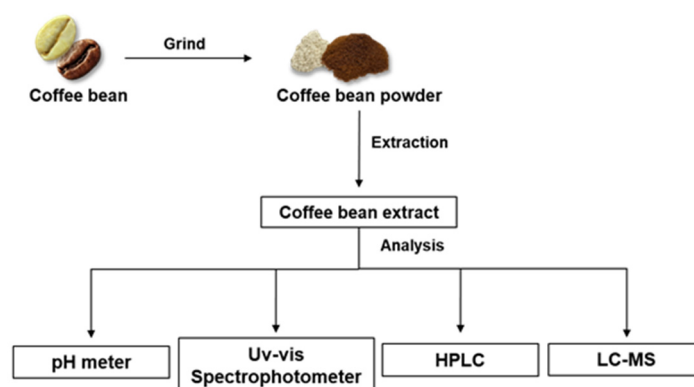 Grind
Coffee bean
Coffee bean powder
Extraction
Coffee bean extract
Analysis
pH meter
Uv-vis
Spectrophotometer
HPLC
LC-MS